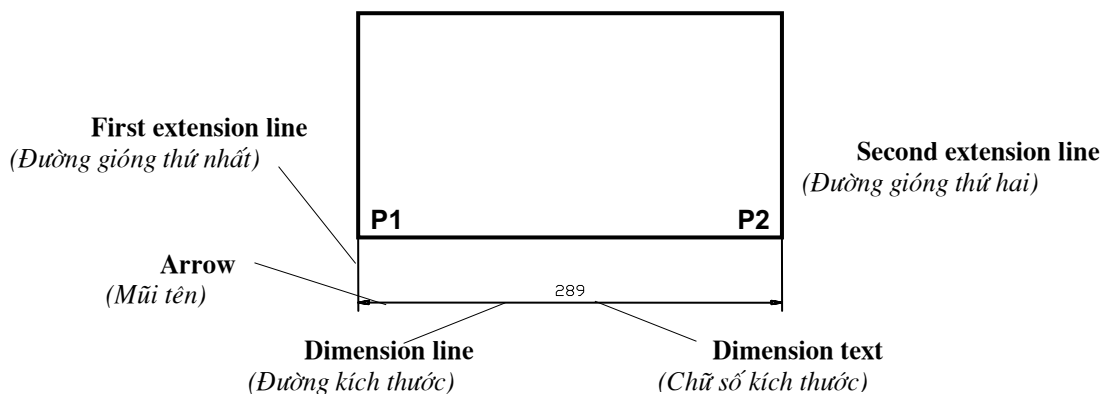 First extension line
(Đường gióng thứ nhất)
Second extension line
(Đường gióng thứ hai)
P1
P2
Arrow
(Mũi tên)
289
Dimension line
(Đường kích thước)
Dimension text
(Chữ số kích thước)